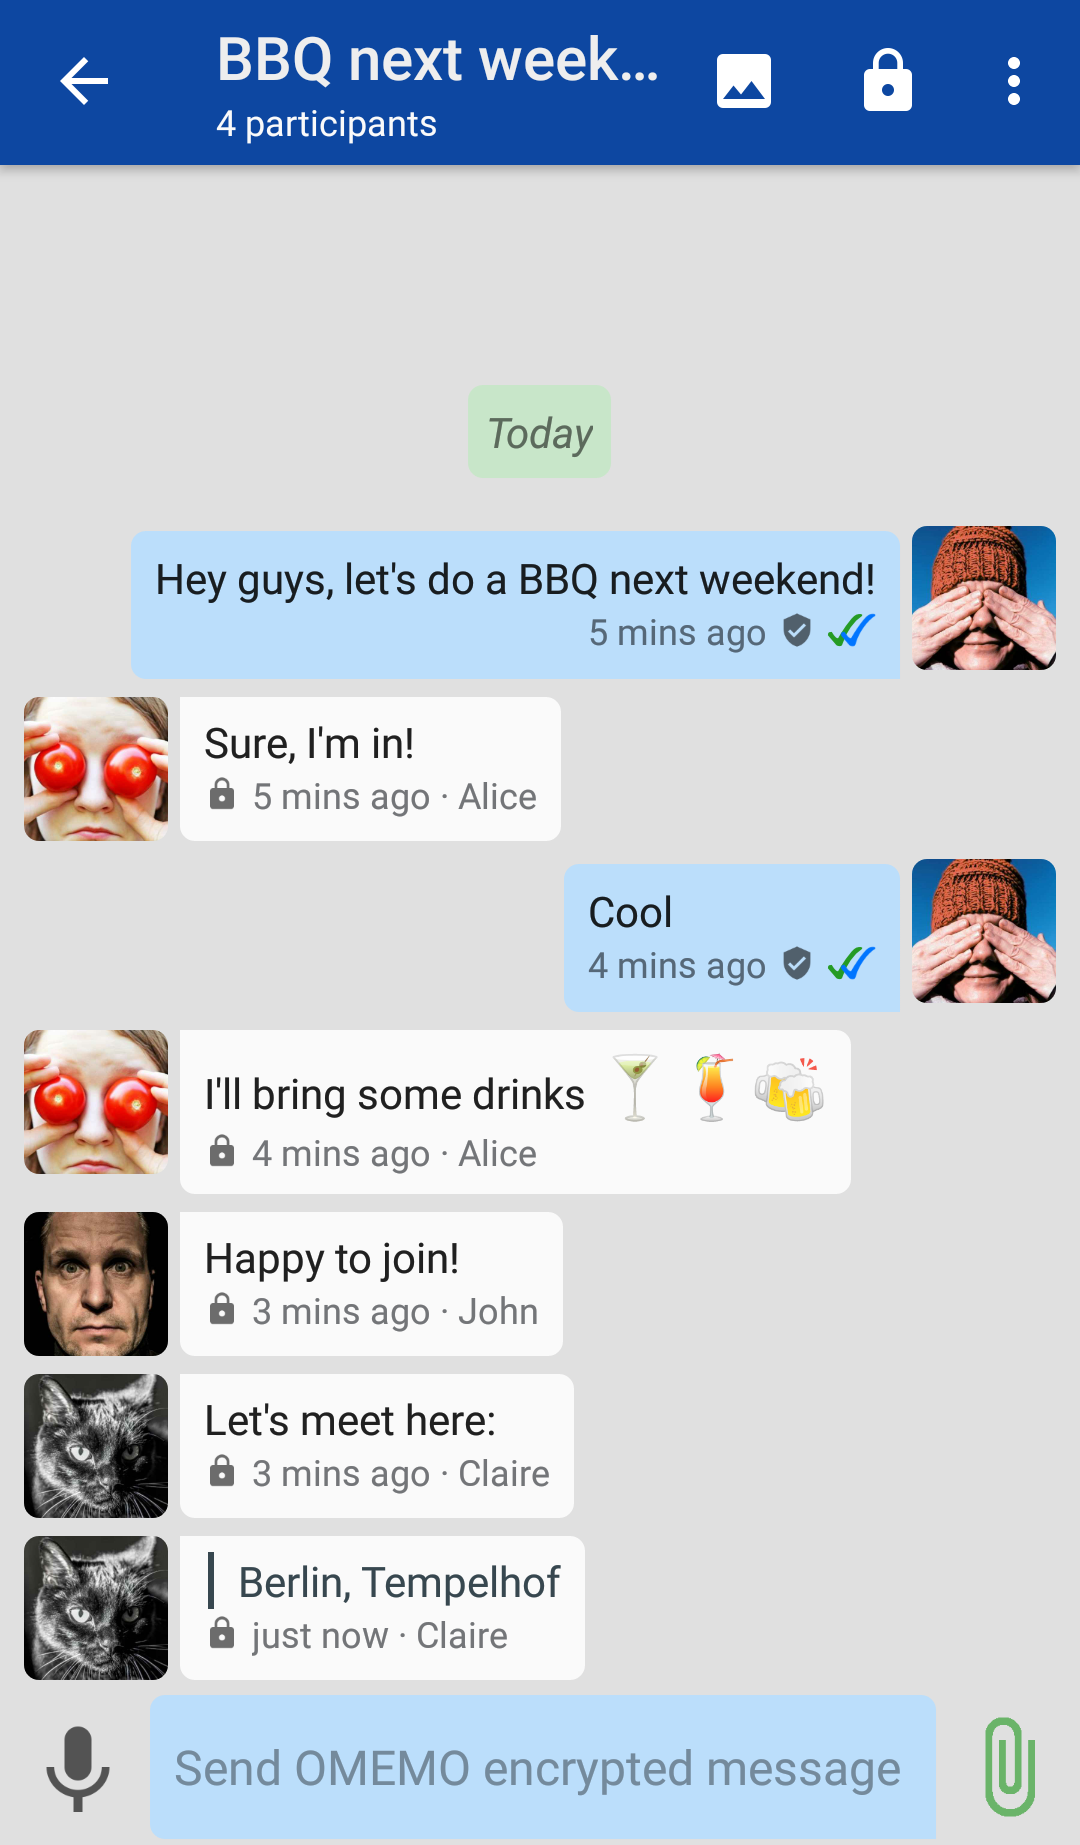 BBQ next week…
4 participants
Today
Hey guys, let's do a BBQ next weekend!
5 mins ago
Sure, I'm in!
5 mins ago · Alice
Cool
4 mins ago
I'll bring some drinks 🍸 🍹 🍻
4 mins ago · Alice
Happy to join!
3 mins ago · John
Let's meet here:
3 mins ago · Claire
Berlin, Tempelhof
just now · Claire
Send OMEMO encrypted message